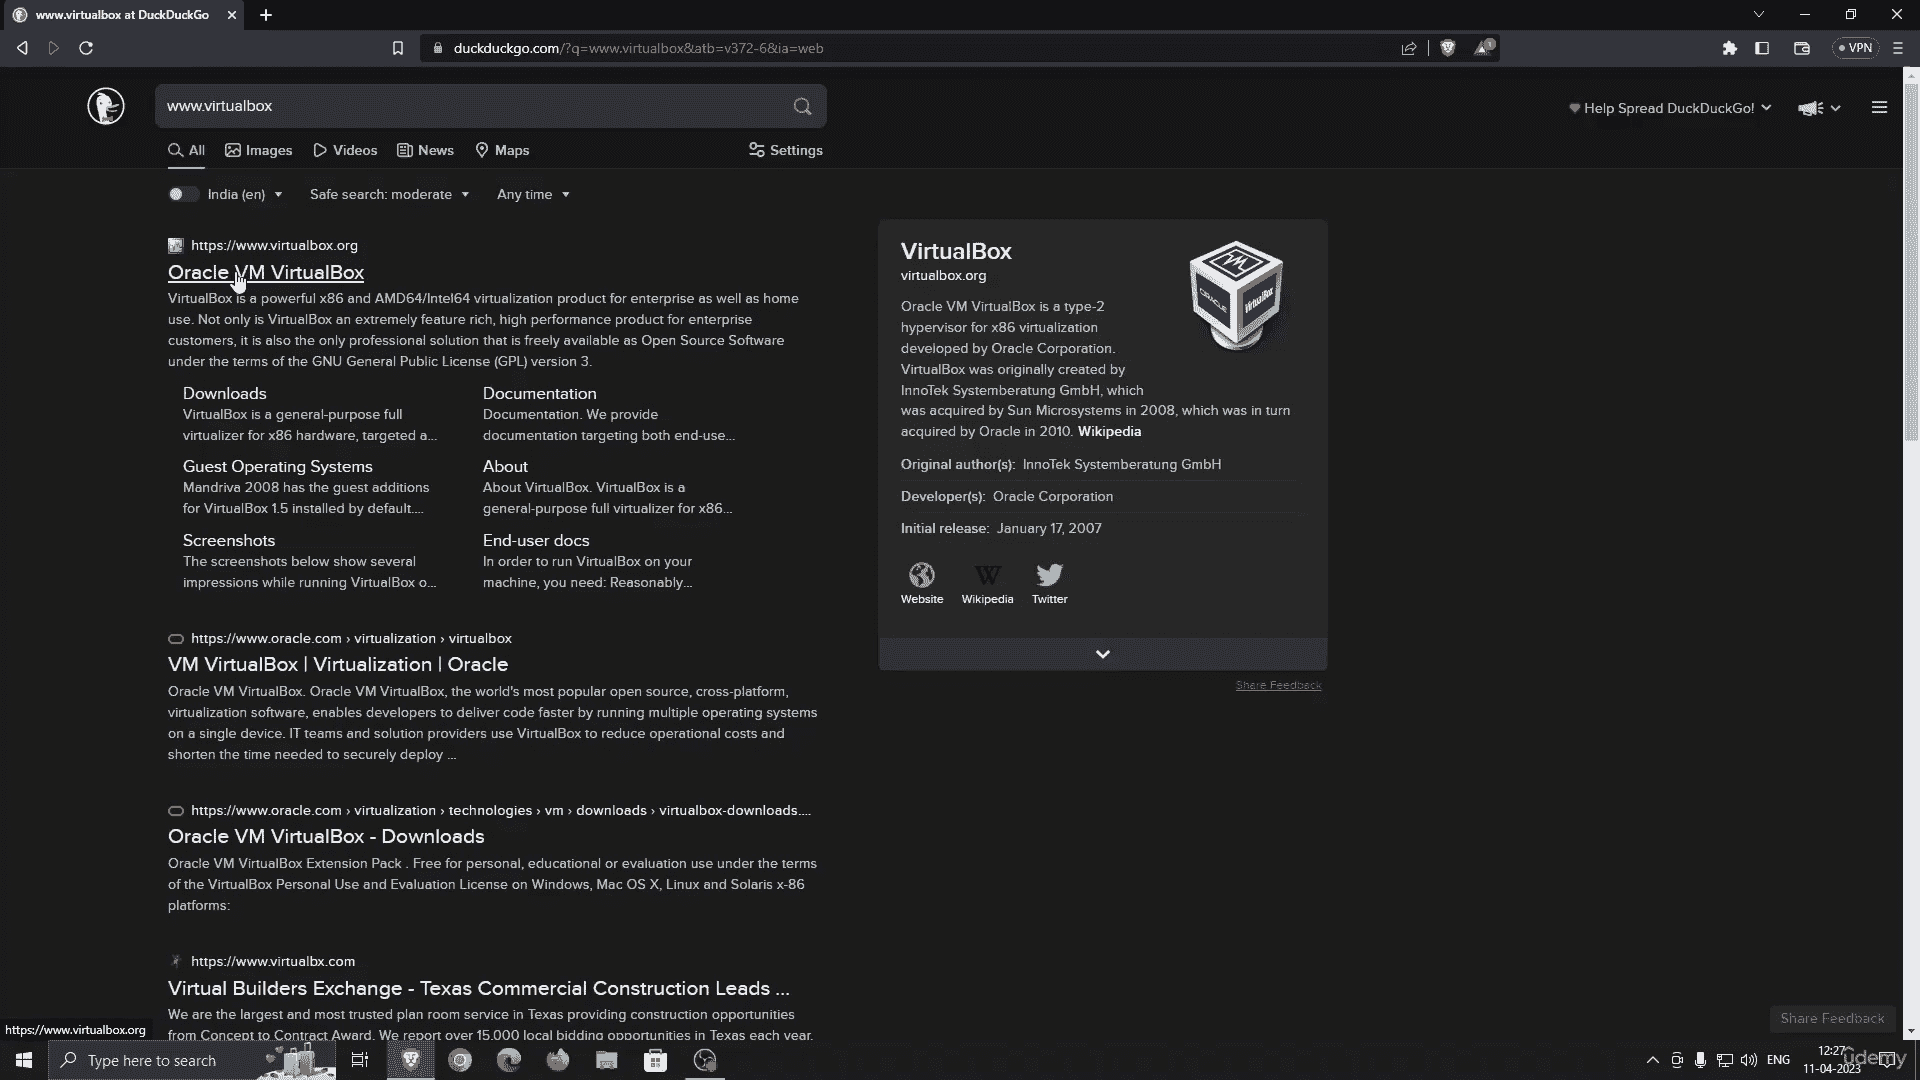 www.virtualbox at DuckDuckGo
duckduckgo.com/?q=www.virtualbox&atb=v372-6&ia=web
1
VPN
www.virtualbox
Help Spread DuckDuckGo!
All
Images
Videos
News
Maps
Settings
India (en)
Safe search: moderate
Any time
https://www.virtualbox.org
Oracle VM VirtualBox
VirtualBox is a powerful x86 and AMD64/Intel64 virtualization product for enterprise as well as home
use. Not only is VirtualBox an extremely feature rich, high performance product for enterprise
customers, it is also the only professional solution that is freely available as Open Source Software
under the terms of the GNU General Public License (GPL) version 3.
Downloads
VirtualBox is a general-purpose full
virtualizer for x86 hardware, targeted a...
Documentation
Documentation. We provide
documentation targeting both end-use...
Guest Operating Systems
Mandriva 2008 has the guest additions
for VirtualBox 1.5 installed by default....
About
About VirtualBox. VirtualBox is a
general-purpose full virtualizer for x86...
Screenshots
The screenshots below show several
impressions while running VirtualBox o...
End-user docs
In order to run VirtualBox on your
machine, you need: Reasonably...
https://www.oracle.com › virtualization › virtualbox
VM VirtualBox | Virtualization | Oracle
Oracle VM VirtualBox. Oracle VM VirtualBox, the world's most popular open source, cross-platform,
virtualization software, enables developers to deliver code faster by running multiple operating systems
on a single device. IT teams and solution providers use VirtualBox to reduce operational costs and
shorten the time needed to securely deploy ...
https://www.oracle.com › virtualization › technologies › vm › downloads › virtualbox-downloads....
Oracle VM VirtualBox - Downloads
Oracle VM VirtualBox Extension Pack . Free for personal, educational or evaluation use under the terms
of the VirtualBox Personal Use and Evaluation License on Windows, Mac OS X, Linux and Solaris x-86
platforms:
https://www.virtualbx.com
Virtual Builders Exchange - Texas Commercial Construction Leads ...
We are the largest and most trusted plan room service in Texas providing construction opportunities
from Concept to Contract Award. We report over 15,000 local bidding opportunities in Texas each year.
VirtualBox
virtualbox.org
ORACLE
VirtualBox
Oracle VM VirtualBox is a type-2
hypervisor for x86 virtualization
developed by Oracle Corporation.
VirtualBox was originally created by
InnoTek Systemberatung GmbH, which
was acquired by Sun Microsystems in 2008, which was in turn
acquired by Oracle in 2010. Wikipedia
Original author(s): InnoTek Systemberatung GmbH
Developer(s): Oracle Corporation
Initial release: January 17, 2007
W
Website
Wikipedia
Twitter
Share Feedback
Share Feedback
https://www.virtualbox.org
Type here to search
ENG
12:27
11-04-2023
udemy